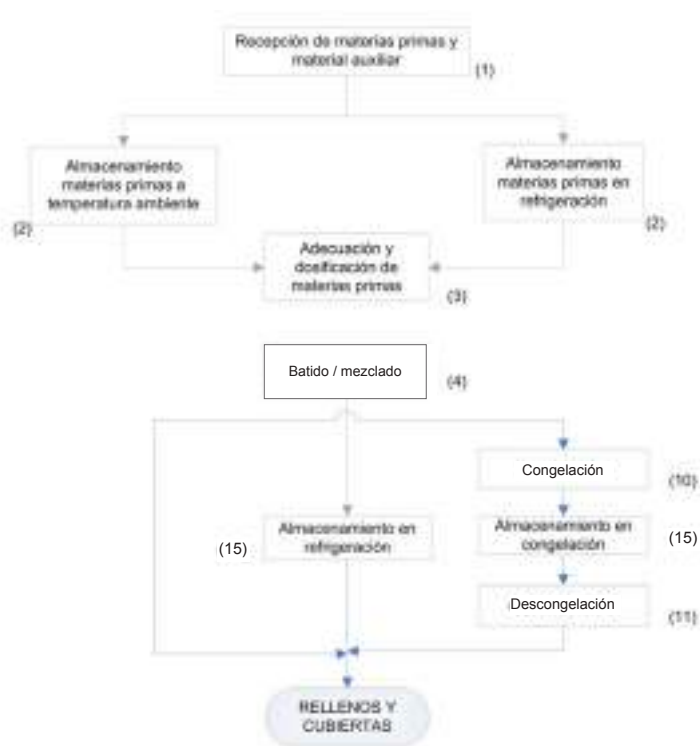 Recepción de materias primas y
material auxiliar
(1)
Almacenamiento
materias primas a
temperatura ambiente
(2)
Almacenamiento
materias primas en
refrigeración
(2)
Adecuación y
dosificación de
materias primas
(3)
Batido / mezclado
(4)
Congelación
(10)
Almacenamiento en
refrigeración
(15)
Almacenamiento en
congelación
(15)
Descongelación
(11)
RELLENOS Y
CUBIERTAS